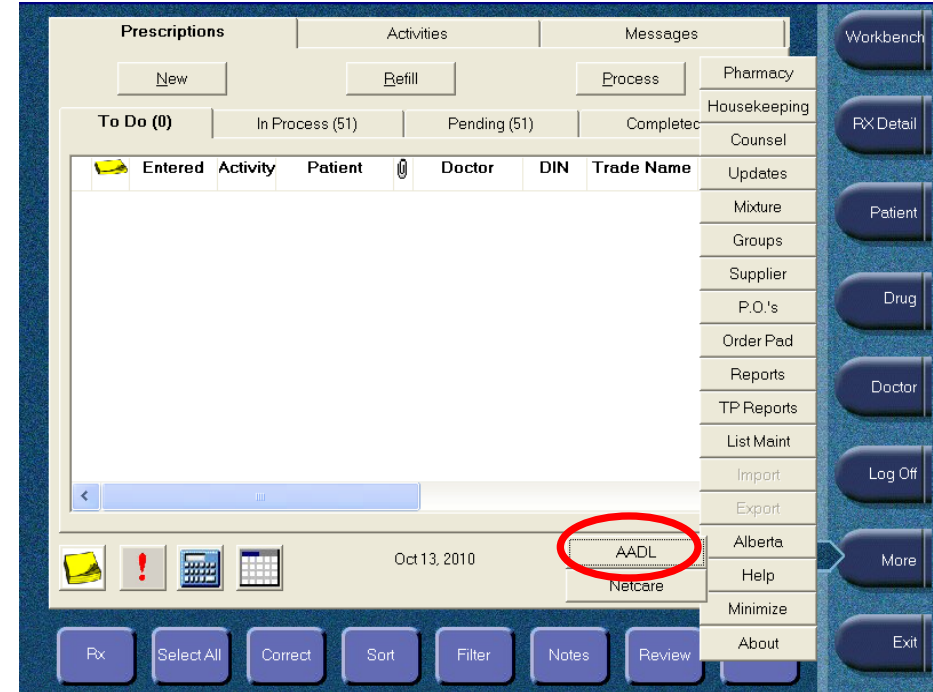 Prescriptions Activities Messages
New Refill Process
To Do (0) In Process (51) Pending (51) Completed
Entered Activity Patient Doctor DIN Trade Name
Oct 13, 2010
AADL
Netcare
Pharmacy
Housekeeping
Counsel
Updates
Mixture
Groups
Supplier
P.O.'s
Order Pad
Reports
TP Reports
List Maint
Import
Export
Alberta
Help
Minimize
About
Workbench
RX Detail
Patient
Drug
Doctor
Log Off
More
Exit
Rx Select All Correct Sort Filter Notes Review